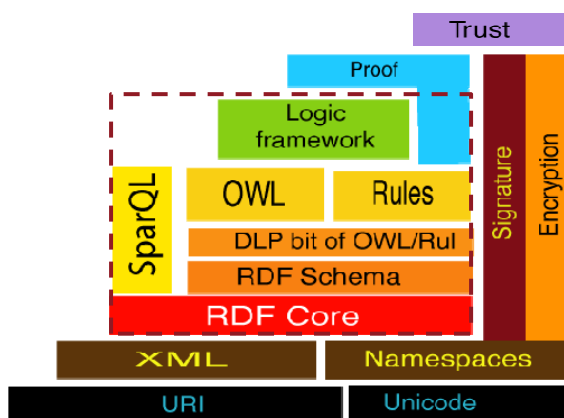 Trust
Proof
Logic
framework
Signature
Encryption
SparQL
OWL
Rules
DLP bit of OWL/Rul
RDF Schema
RDF Core
XML
Namespaces
URI
Unicode